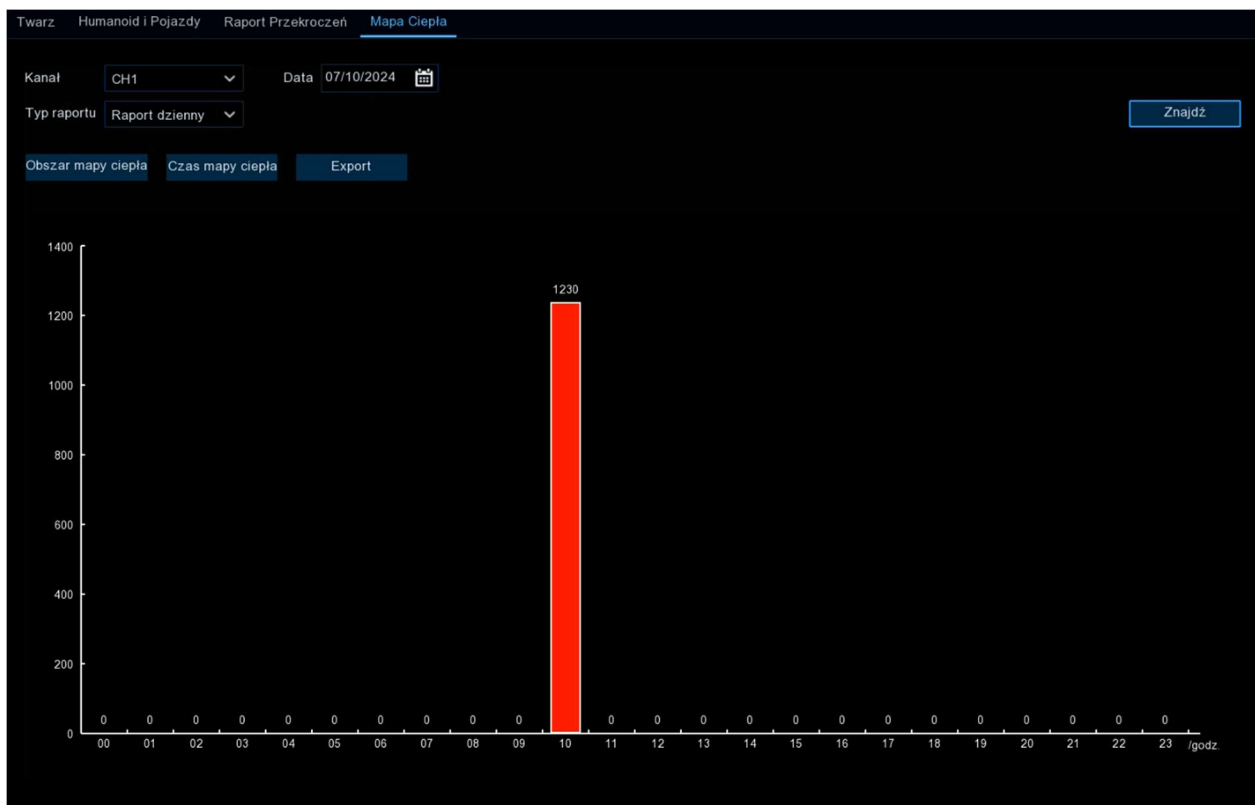 Twarz Humanoid i Pojazdy Raport Przekroczeń Mapa Ciepła
Kanał CH1 Data 07/10/2024
Typ raportu Raport dzienny Znajdź
Obszar mapy ciepła Czas mapy ciepła Export
1400
1230
1200
1000
800
600
400
200
0 0 0 0 0 0 0 0 0 0 0 0 0 0 0 0 0 0 0 0 0 0 0
0
00 01 02 03 04 05 06 07 08 09 10 11 12 13 14 15 16 17 18 19 20 21 22 23 /godz.